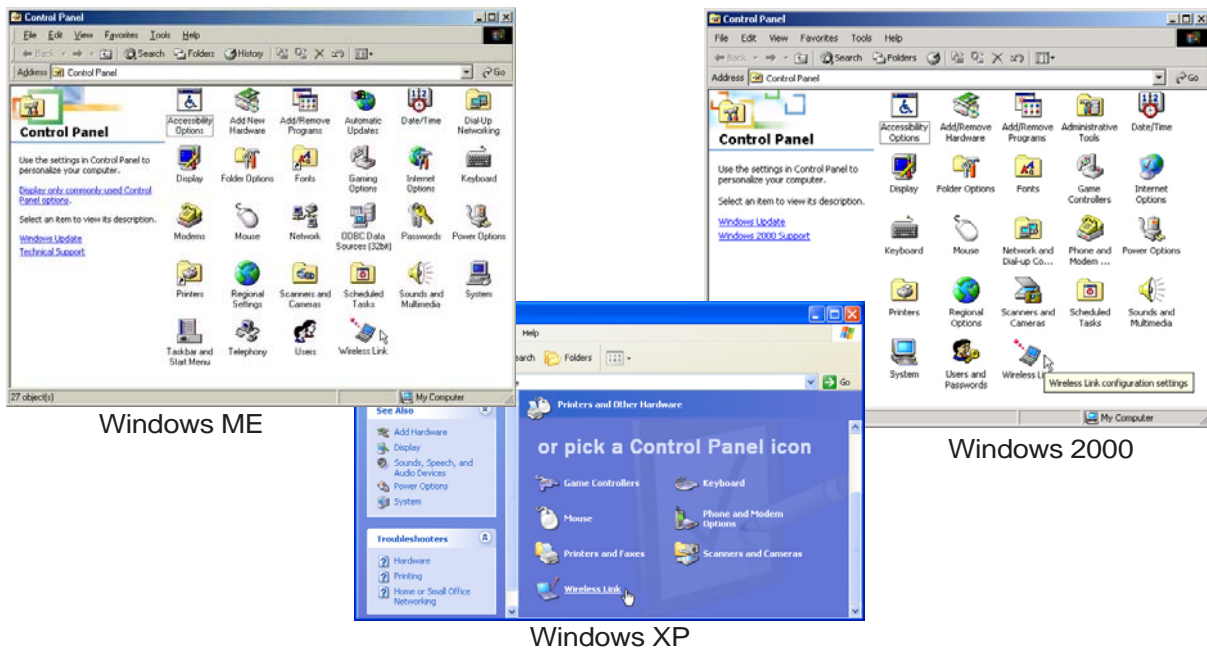 Control Panel
File Edit View Favorites Tools Help
Back Search Folders History
Address Control Panel Go
Control Panel
Use the settings in Control Panel to
personalize your computer.
Display only commonly used Control
Panel options.
Select an item to view its description.
Windows Update
Technical Support
Accessibility Options
Add New Hardware
Add/Remove Programs
Automatic Updates
Date/Time
Dial-Up Networking
Display
Folder Options
Fonts
Gaming Options
Internet Options
Keyboard
Modems
Mouse
Network
ODBC Data Sources (32bit)
Passwords
Power Options
Printers
Regional Settings
Scanners and Cameras
Scheduled Tasks
Sounds and Multimedia
System
Taskbar and Start Menu
Telephony
Users
Wireless Link
27 object(s) My Computer
Windows ME
Control Panel
File Edit View Favorites Tools Help
Back Search Folders
Address Control Panel Go
Control Panel
Use the settings in Control Panel to
personalize your computer.
Select an item to view its description.
Windows Update
Windows 2000 Support
Accessibility Options
Add/Remove Hardware
Add/Remove Programs
Administrative Tools
Date/Time
Display
Folder Options
Fonts
Game Controllers
Internet Options
Keyboard
Mouse
Network and Dial-up Co...
Phone and Modem ...
Power Options
Printers
Regional Options
Scanners and Cameras
Scheduled Tasks
Sounds and Multimedia
System
Users and Passwords
Wireless Li
Wireless Link configuration settings
My Computer
Windows 2000
Help
earch Folders
Go
See Also
Add Hardware
Display
Sounds, Speech, and
Audio Devices
Power Options
System
Troubleshooters
Hardware
Printing
Home or Small Office
Networking
Printers and Other Hardware
or pick a Control Panel icon
Game Controllers
Keyboard
Mouse
Phone and Modem
Options
Printers and Faxes
Scanners and Cameras
Wireless Link
Windows XP